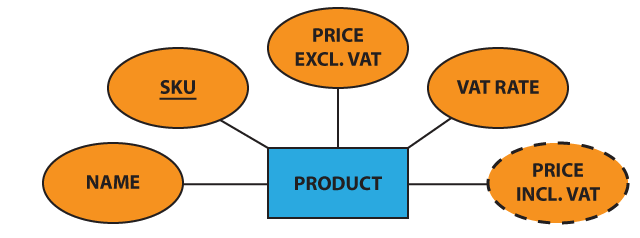 PRICE
EXCL. VAT
SKU
VAT RATE
NAME
PRODUCT
PRICE
INCL. VAT